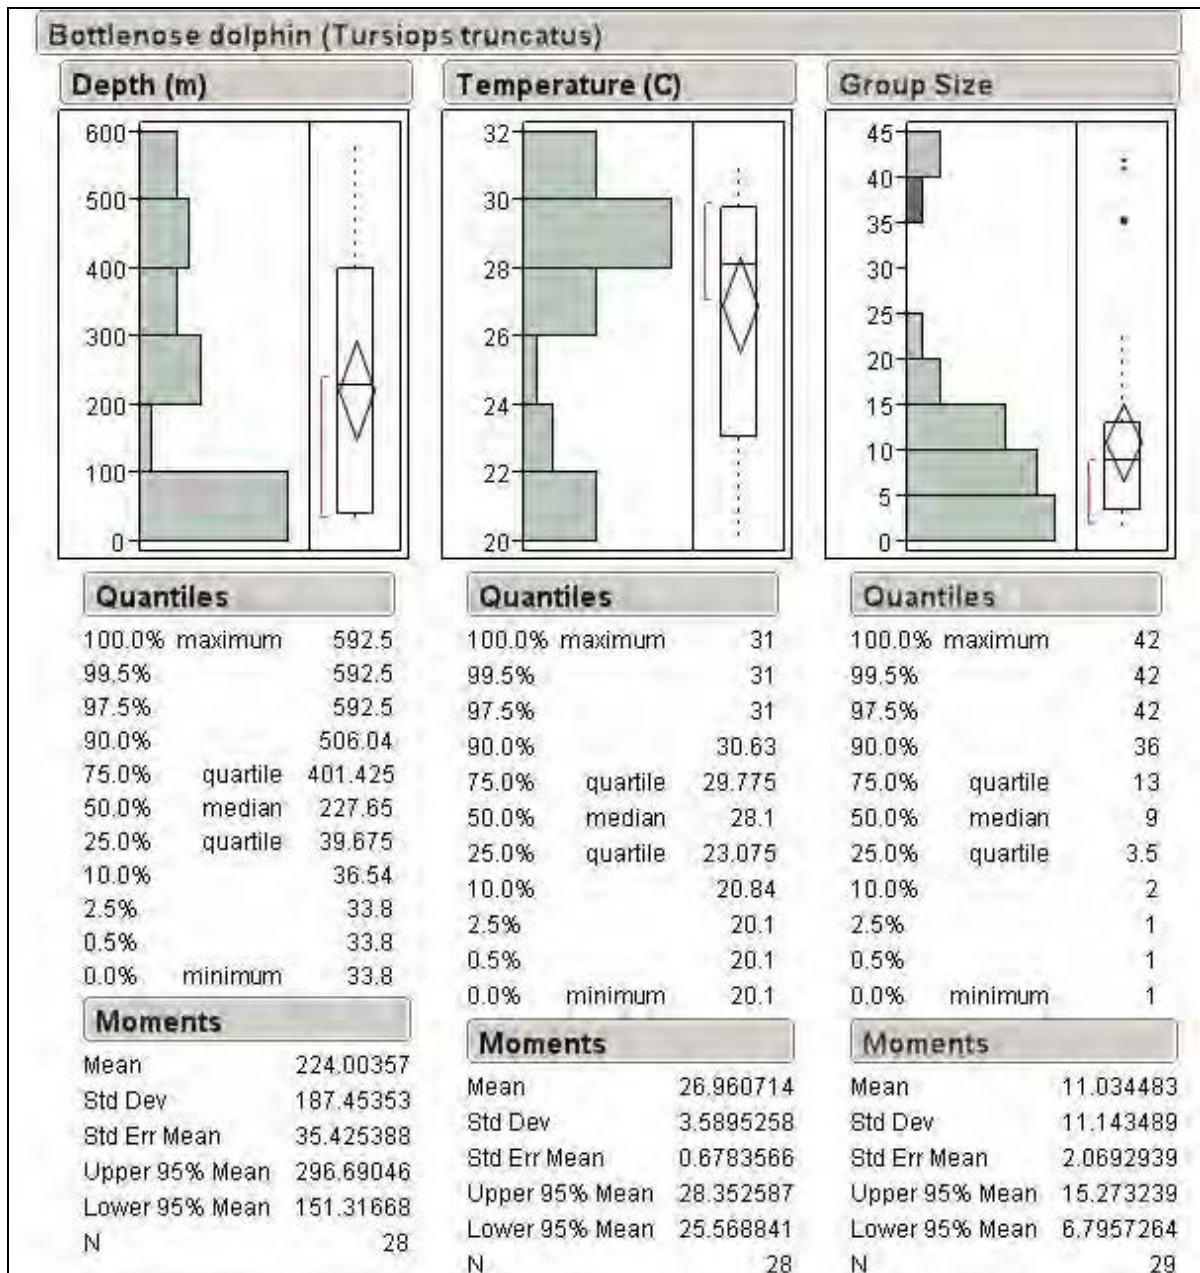 Bottlenose dolphin (Tursiops truncatus)
Depth (m)
600
500
400
300
200
100
0
Quantiles
100.0% maximum 592.5
99.5% 592.5
97.5% 592.5
90.0% 506.04
75.0% quartile 401.425
50.0% median 227.65
25.0% quartile 39.675
10.0% 36.54
2.5% 33.8
0.5% 33.8
0.0% minimum 33.8
Moments
Mean 224.00357
Std Dev 187.45353
Std Err Mean 35.425388
Upper 95% Mean 296.69046
Lower 95% Mean 151.31668
N 28
Temperature (C)
32
30
28
26
24
22
20
Quantiles
100.0% maximum 31
99.5% 31
97.5% 31
90.0% 30.63
75.0% quartile 29.775
50.0% median 28.1
25.0% quartile 23.075
10.0% 20.84
2.5% 20.1
0.5% 20.1
0.0% minimum 20.1
Moments
Mean 26.960714
Std Dev 3.5895258
Std Err Mean 0.6783566
Upper 95% Mean 28.352587
Lower 95% Mean 25.568841
N 28
Group Size
45
40
35
30
25
20
15
10
5
0
Quantiles
100.0% maximum 42
99.5% 42
97.5% 42
90.0% 36
75.0% quartile 13
50.0% median 9
25.0% quartile 3.5
10.0% 2
2.5% 1
0.5% 1
0.0% minimum 1
Moments
Mean 11.034483
Std Dev 11.143489
Std Err Mean 2.0692939
Upper 95% Mean 15.273239
Lower 95% Mean 6.7957264
N 29